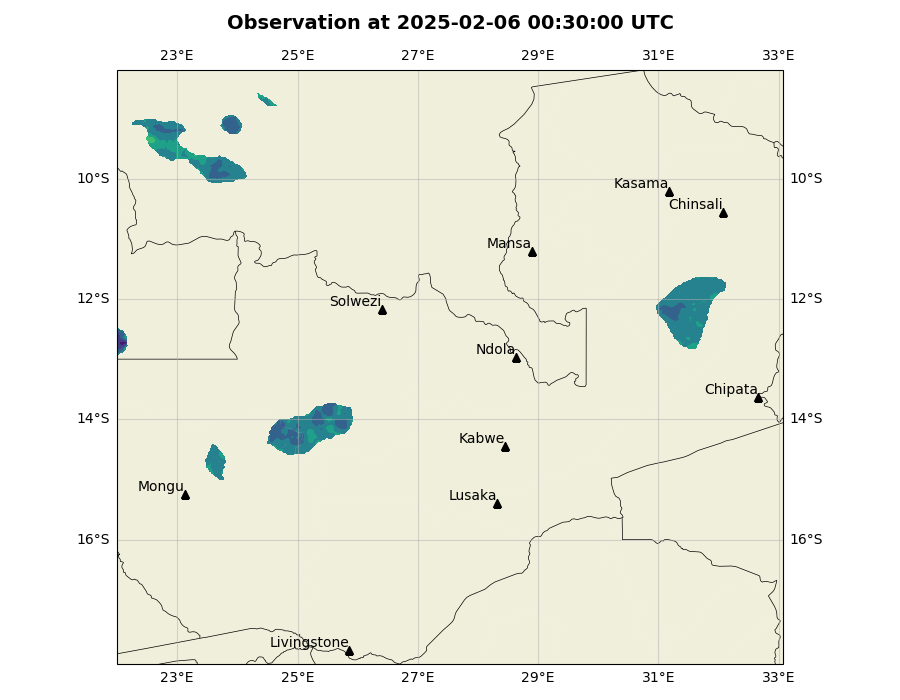 Observation at 2025-02-06 00:30:00 UTC
23°E 25°E 27°E 29°E 31°E 33°E
10°S 10°S
Kasama
Chinsali
Mansa
12°S 12°S
Solwezi
Ndola
Chipata
14°S 14°S
Kabwe
Mongu
Lusaka
16°S 16°S
Livingstone
23°E 25°E 27°E 29°E 31°E 33°E